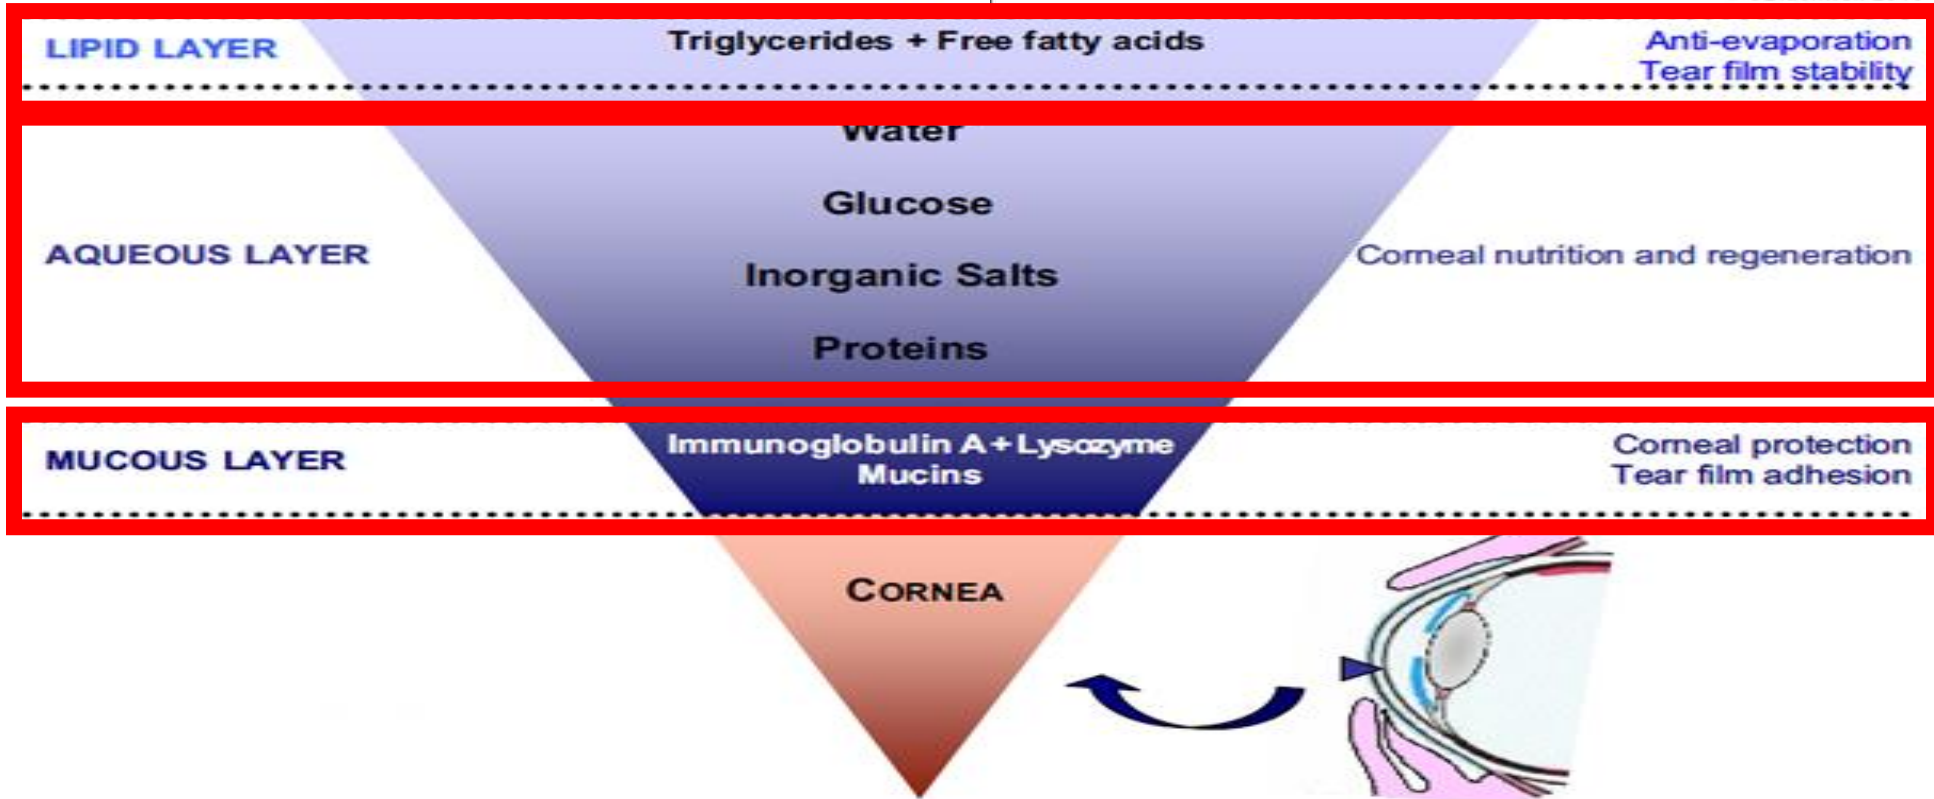 LIPID LAYER
Triglycerides + Free fatty acids
Anti-evaporation
Tear film stability
Water
Glucose
AQUEOUS LAYER
Inorganic Salts
Corneal nutrition and regeneration
Proteins
MUCOUS LAYER
Immunoglobulin A + Lysozyme
Mucins
Corneal protection
Tear film adhesion
CORNEA